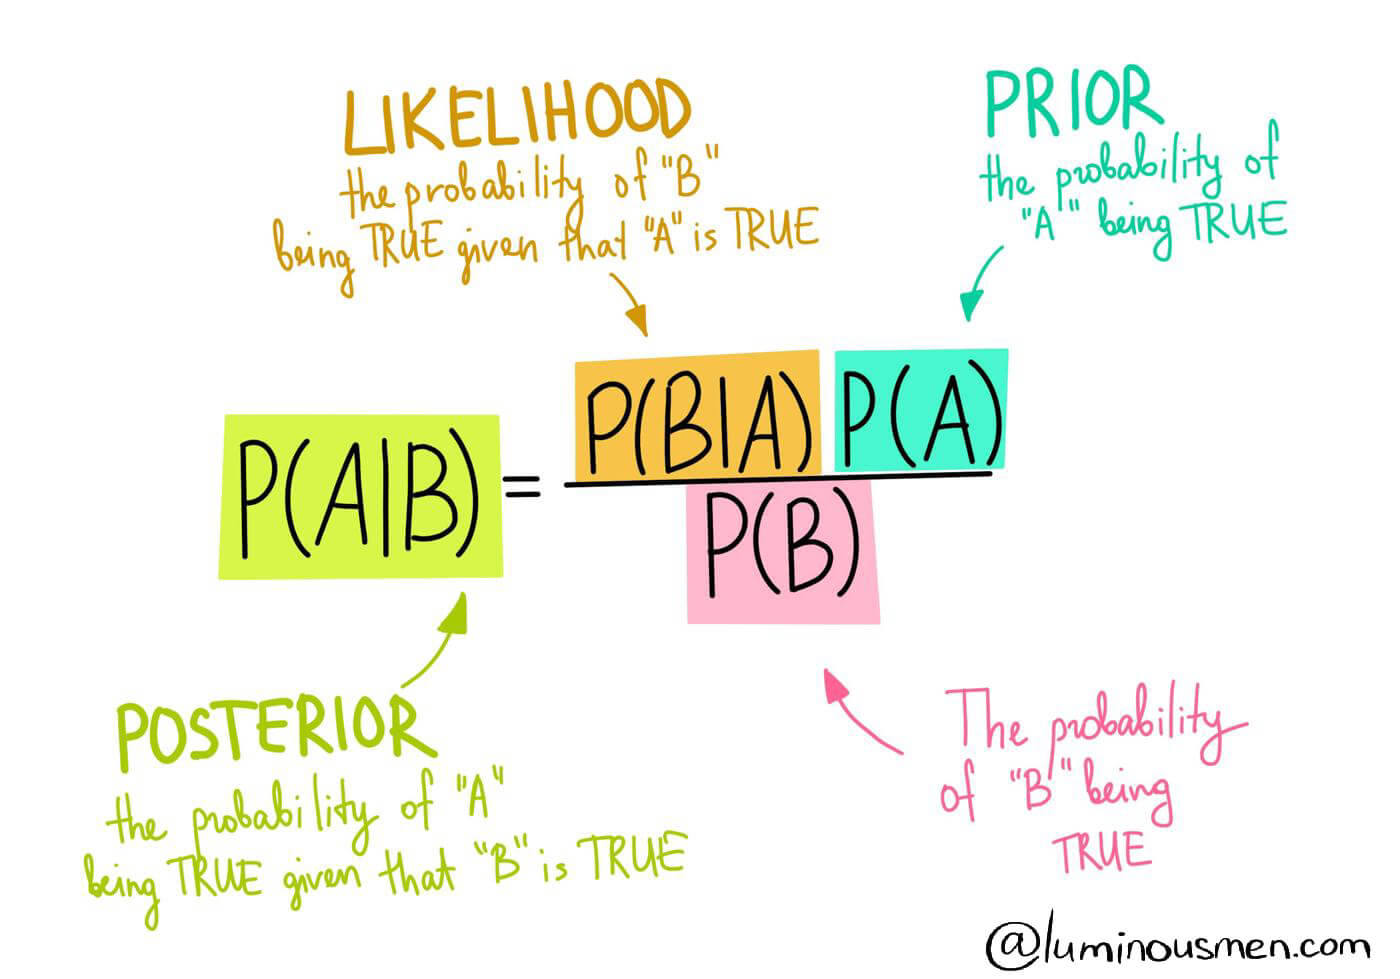 LIKELIHOOD
the probability of "B"
being TRUE given that "A" is TRUE
PRIOR
the probability of
"A" being TRUE
P(A|B) = P(B|A) P(A)
P(B)
POSTERIOR
the probability of "A"
being TRUE given that "B" is TRUE
The probability
of "B" being
TRUE
@luminousmen.com